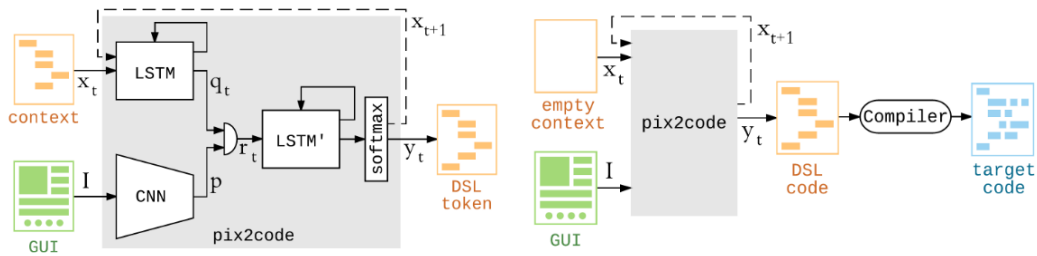 x_{t+1}
LSTM
x_t
q_t
context
LSTM'
softmax
r_t
y_t
I
CNN
p
DSL
token
GUI
pix2code
x_{t+1}
x_t
empty
context
pix2code
y_t
Compiler
DSL
code
target
code
I
GUI